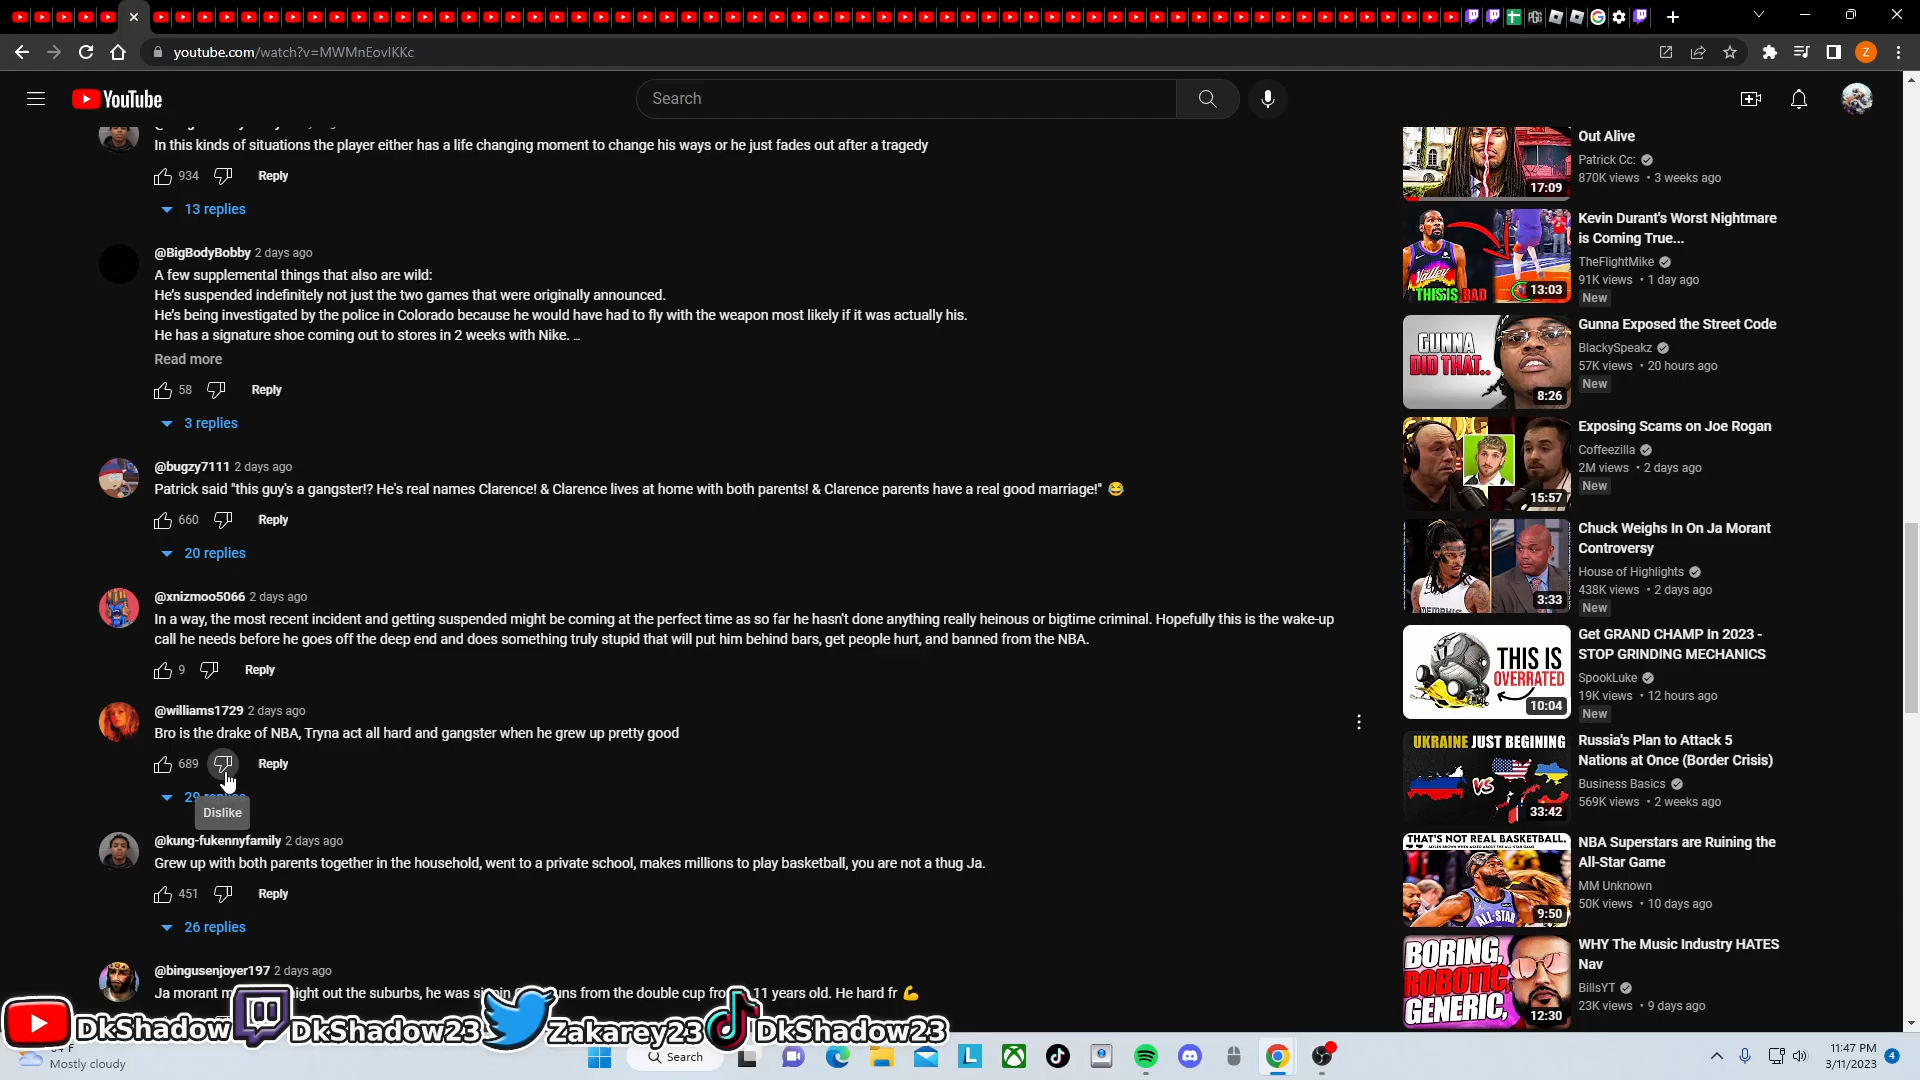 youtube.com/watch?v=MWMnEovIKKc
YouTube
Search
In this kinds of situations the player either has a life changing moment to change his ways or he just fades out after a tragedy
934
Reply
13 replies
@BigBodyBobby 2 days ago
A few supplemental things that also are wild:
He's suspended indefinitely not just the two games that were originally announced.
He's being investigated by the police in Colorado because he would have had to fly with the weapon most likely if it was actually his.
He has a signature shoe coming out to stores in 2 weeks with Nike. ...
Read more
58
Reply
3 replies
@bugzy7111 2 days ago
Patrick said "this guy's a gangster!? He's real names Clarence! & Clarence lives at home with both parents! & Clarence parents have a real good marriage!" 😂
660
Reply
20 replies
@xnizmoo5066 2 days ago
In a way, the most recent incident and getting suspended might be coming at the perfect time as so far he hasn't done anything really heinous or bigtime criminal. Hopefully this is the wake-up
call he needs before he goes off the deep end and does something truly stupid that will put him behind bars, get people hurt, and banned from the NBA.
9
Reply
@williams1729 2 days ago
Bro is the drake of NBA, Tryna act all hard and gangster when he grew up pretty good
689
Reply
29 replies
Dislike
@kung-fukennyfamily 2 days ago
Grew up with both parents together in the household, went to a private school, makes millions to play basketball, you are not a thug Ja.
451
Reply
26 replies
@bingusenjoyer197 2 days ago
Ja morant out the suburbs, he was from the double cup 11 years old. He hard fr 💪
Out Alive
Patrick Cc:
870K views • 3 weeks ago
17:09
Kevin Durant's Worst Nightmare
is Coming True...
TheFlightMike
91K views • 1 day ago
New
Valley
THIS IS BAD
13:03
Gunna Exposed the Street Code
BlackySpeakz
57K views • 20 hours ago
New
GUNNA
DID THAT..
8:26
Exposing Scams on Joe Rogan
Coffeezilla
2M views • 2 days ago
New
15:57
Chuck Weighs In On Ja Morant
Controversy
House of Highlights
438K views • 2 days ago
New
3:33
Get GRAND CHAMP In 2023 -
STOP GRINDING MECHANICS
SpookLuke
19K views • 12 hours ago
New
THIS IS
OVERRATED
10:04
Russia's Plan to Attack 5
Nations at Once (Border Crisis)
Business Basics
569K views • 2 weeks ago
UKRAINE JUST BEGINING
VS
33:42
NBA Superstars are Ruining the
All-Star Game
MM Unknown
50K views • 10 days ago
THAT'S NOT REAL BASKETBALL.
ALL-STAR
9:50
WHY The Music Industry HATES
Nav
BillsYT
23K views • 9 days ago
BORING,
ROBOTIC,
GENERIC,
12:30
DkShadow
DkShadow23
Zakarey23
DkShadow23
Mostly cloudy
Search
11:47 PM
3/11/2023
4